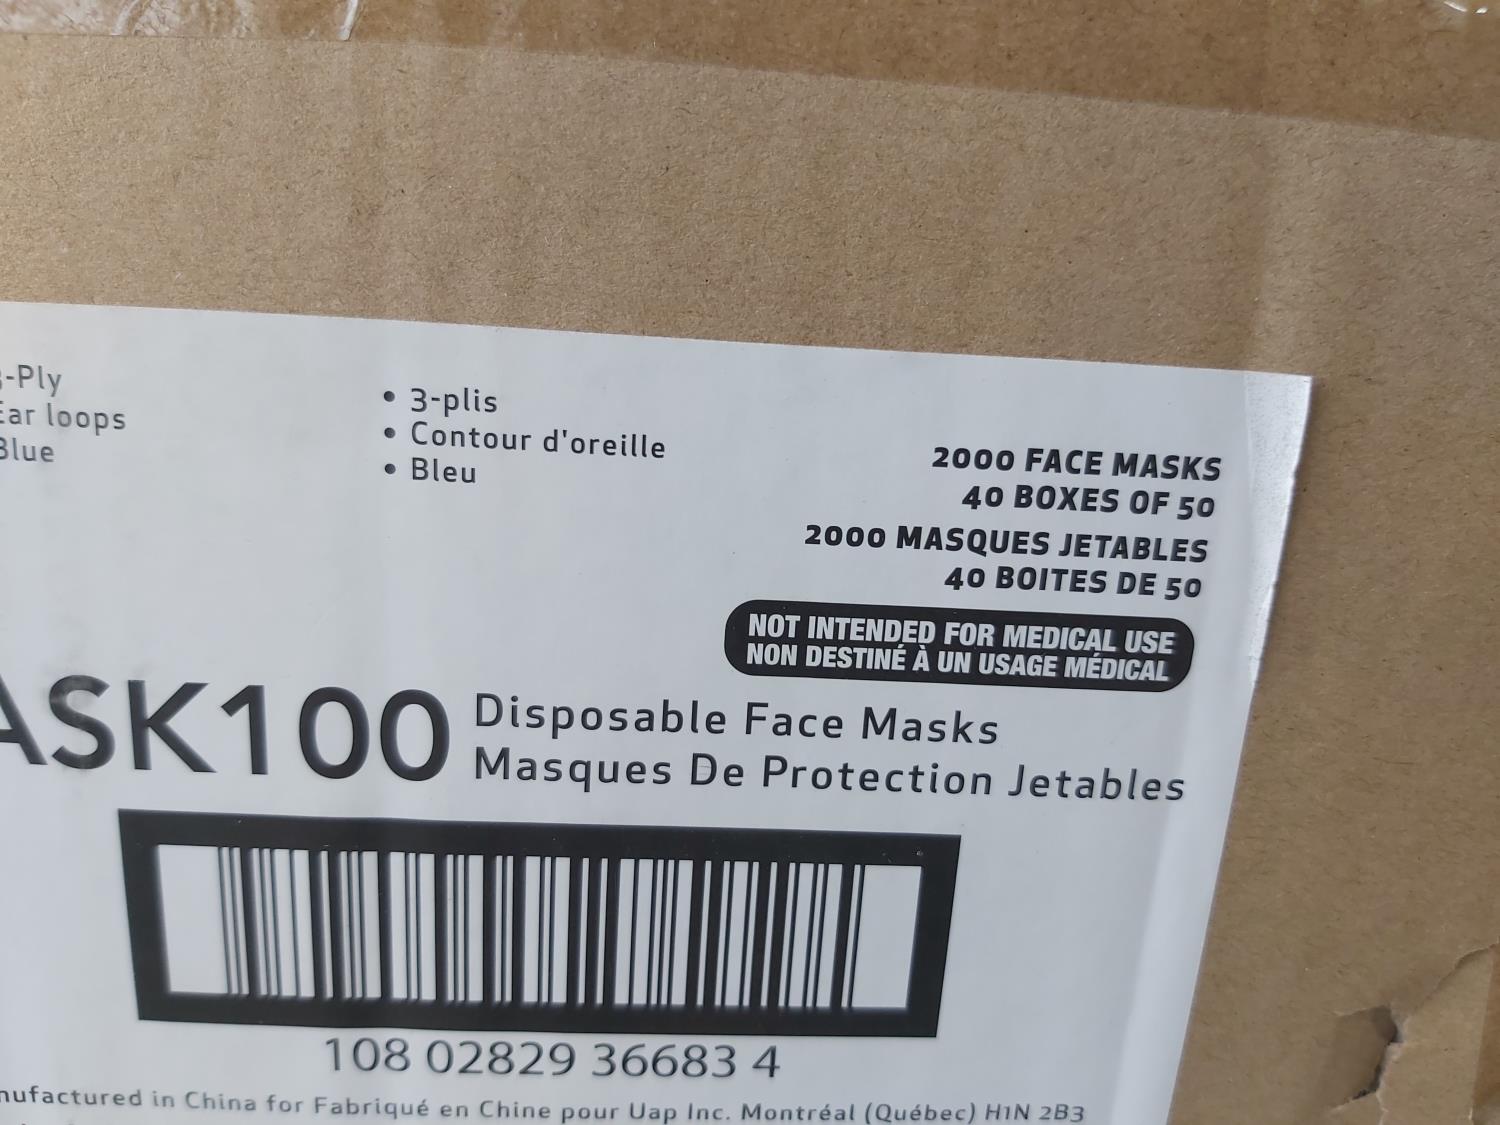 3-Ply
Ear loops
Blue
• 3-plis
• Contour d'oreille
• Bleu
2000 FACE MASKS
40 BOXES OF 50
2000 MASQUES JETABLES
40 BOITES DE 50
NOT INTENDED FOR MEDICAL USE
NON DESTINÉ À UN USAGE MÉDICAL
ASK100
Disposable Face Masks
Masques De Protection Jetables
108 02829 36683 4
nufactured in China for Fabriqué en Chine pour Uap Inc. Montréal (Québec) H1N 2B3